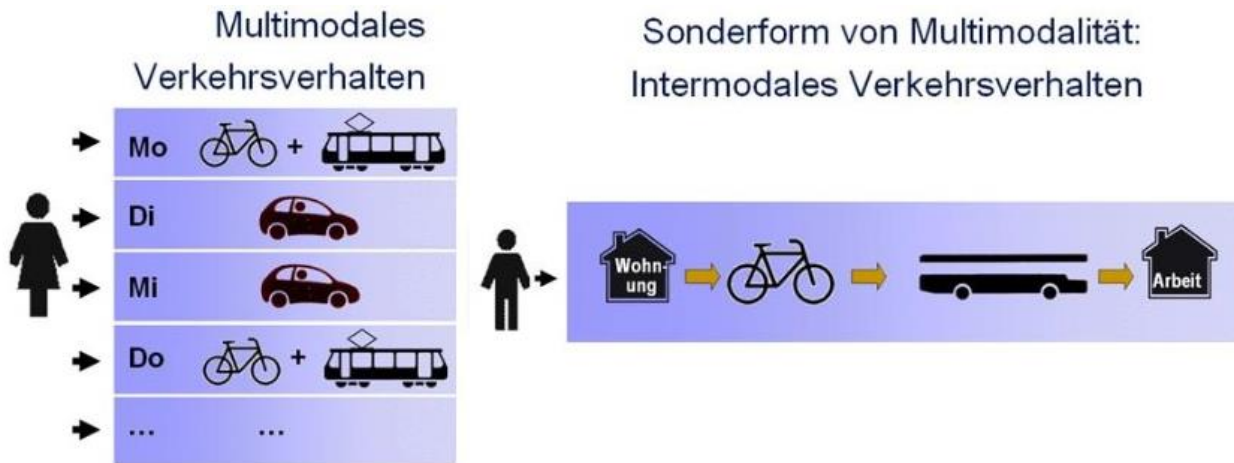 Multimodales
Verkehrsverhalten
Mo +
Di
Mi
Do +
... ...
Sonderform von Multimodalität:
Intermodales Verkehrsverhalten
Wohn-
ung
Arbeit